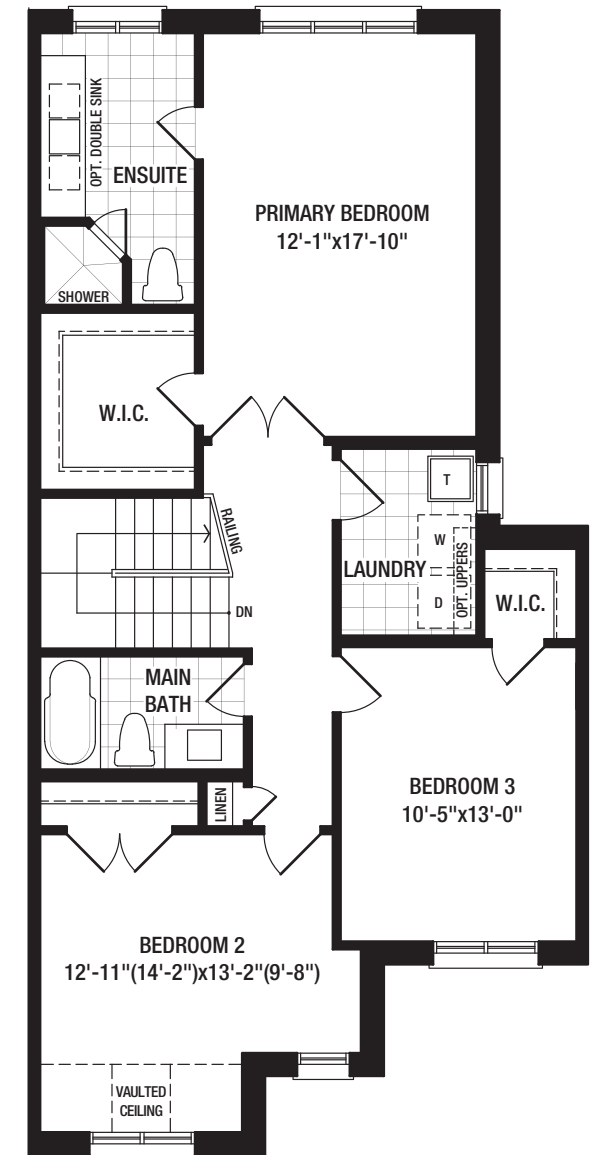 OPT. DOUBLE SINK
ENSUITE
PRIMARY BEDROOM
12'-1"x17'-10"
SHOWER
W.I.C.
T
RAILING
W
LAUNDRY
OPT. UPPERS
D
W.I.C.
DN
MAIN
BATH
BEDROOM 3
10'-5"x13'-0"
LINEN
BEDROOM 2
12'-11"(14'-2")x13'-2"(9'-8")
VAULTED
CEILING